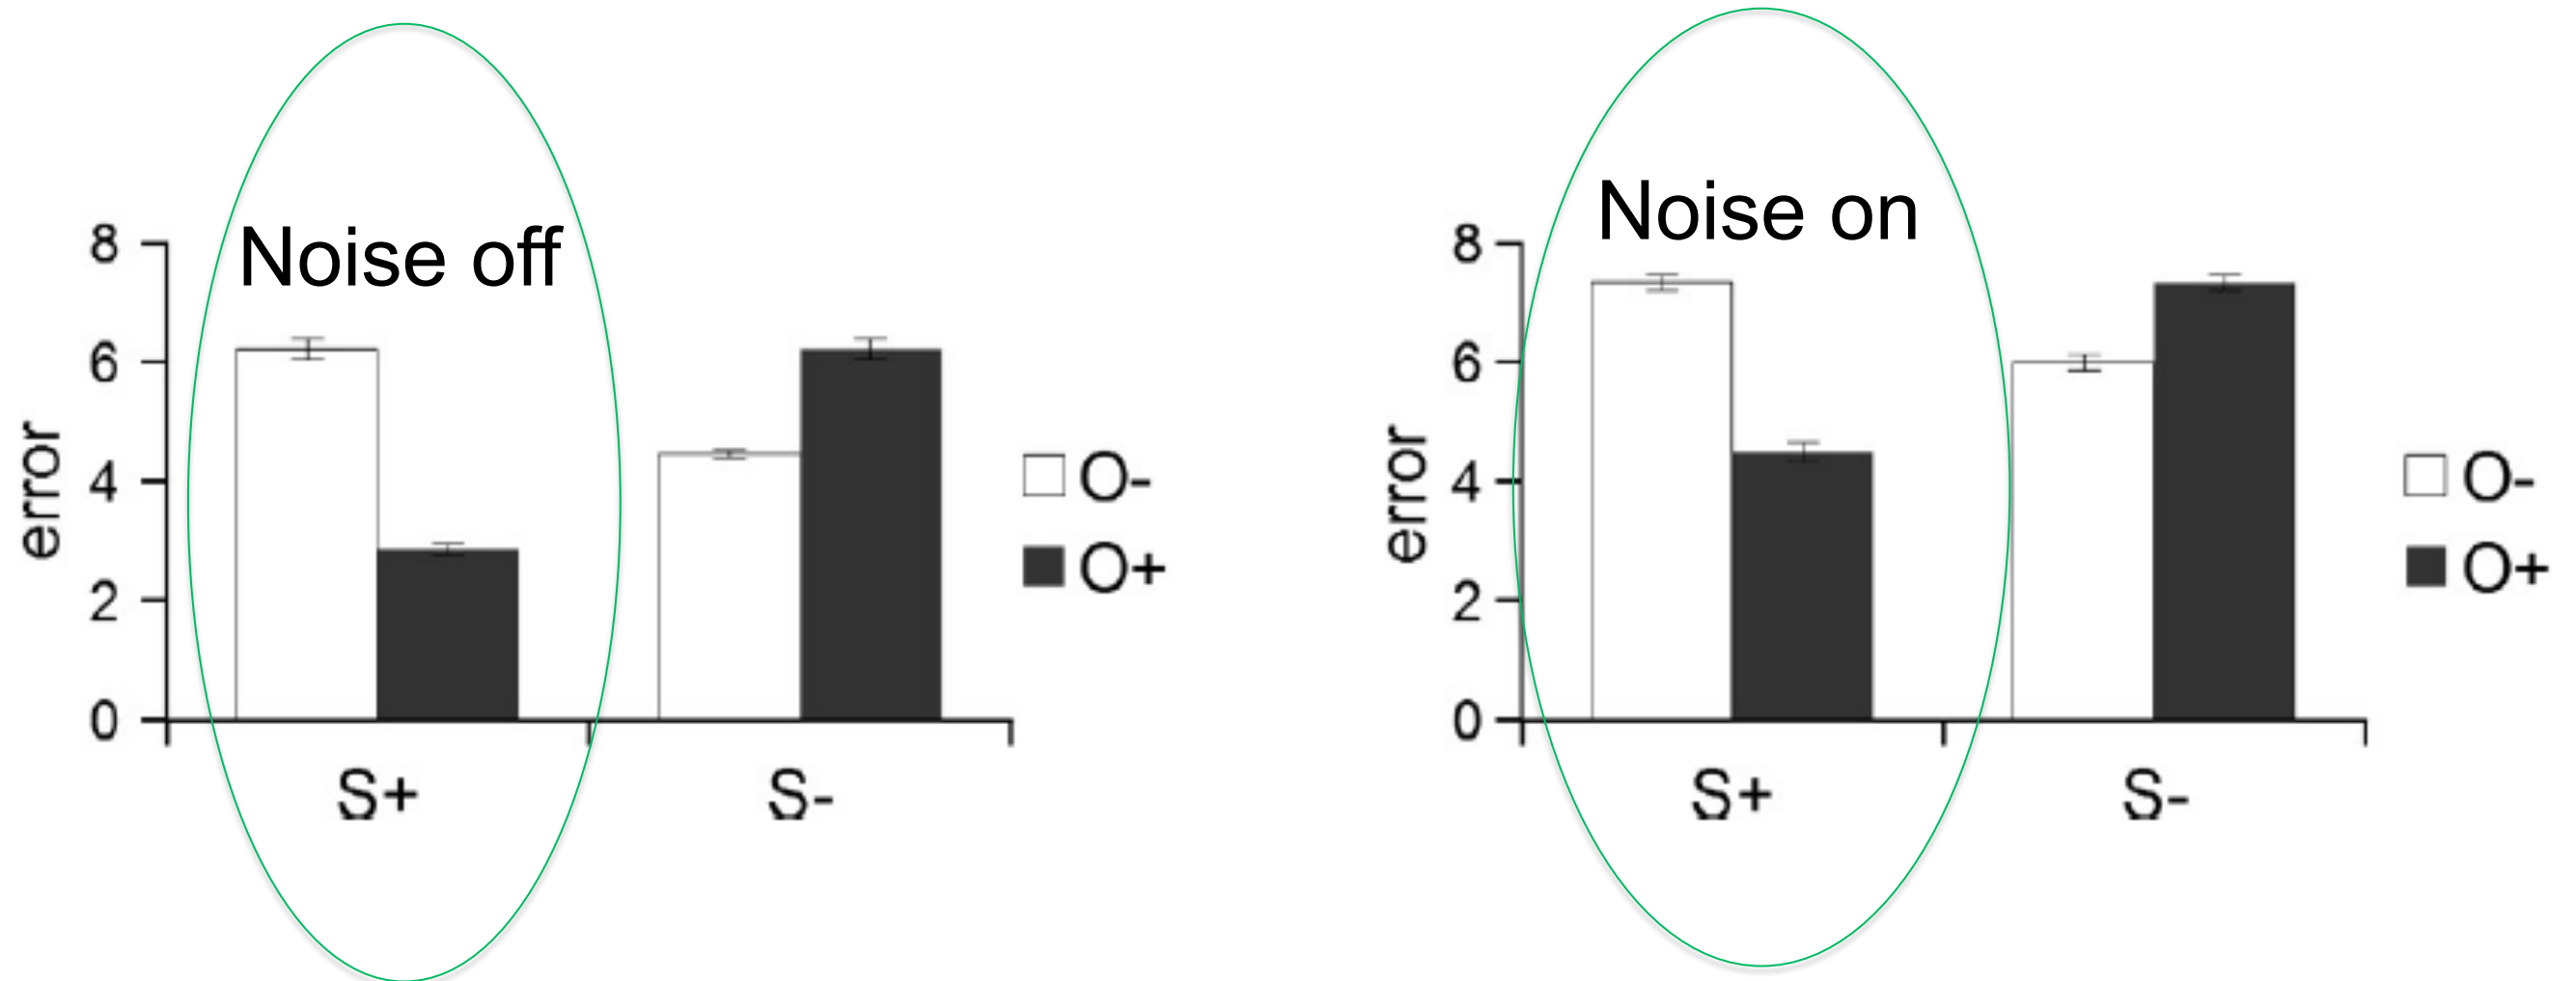 Noise off
8
6
4
2
0
error
S+
S-
O-
O+
Noise on
8
6
4
2
0
error
S+
S-
O-
O+